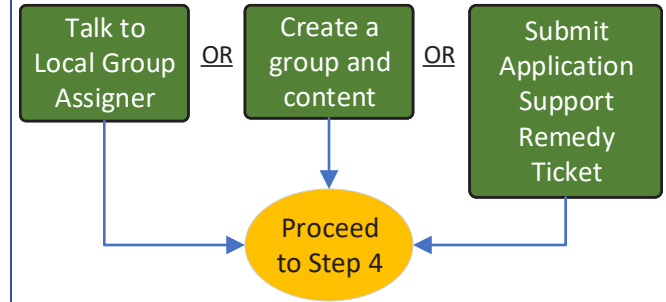 Talk to
Local Group
Assigner
OR
Create a
group and
content
OR
Submit
Application
Support
Remedy
Ticket
Proceed
to Step 4